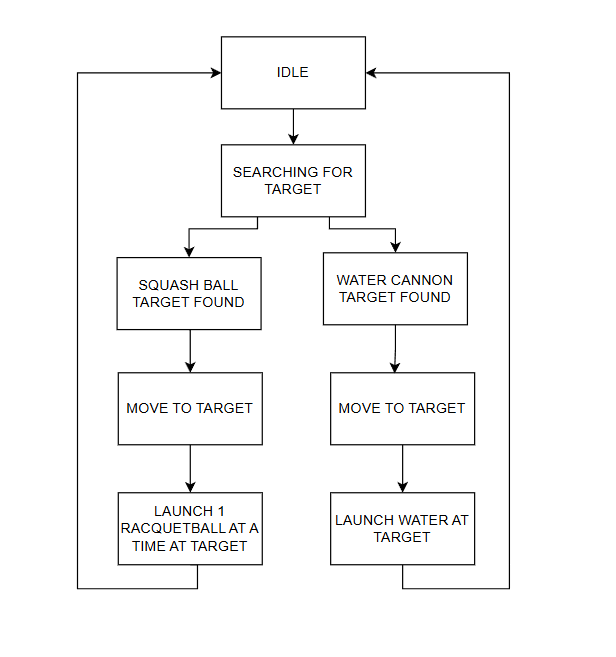 IDLE
SEARCHING FOR
TARGET
SQUASH BALL
TARGET FOUND
WATER CANNON
TARGET FOUND
MOVE TO TARGET
MOVE TO TARGET
LAUNCH 1
RACQUETBALL AT A
TIME AT TARGET
LAUNCH WATER AT
TARGET